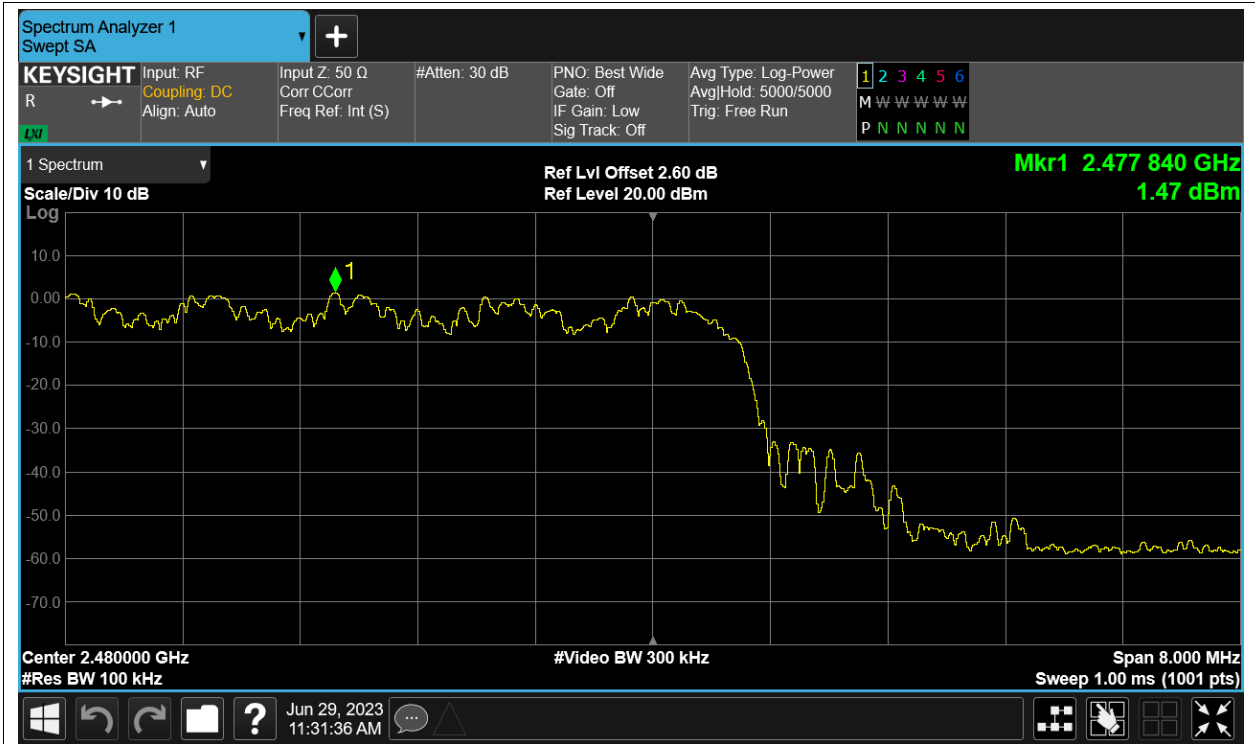 Spectrum Analyzer 1
Swept SA
KEYSIGHT
R
LXI
Input: RF
Coupling: DC
Align: Auto
Input Z: 50 Ω
Corr CCorr
Freq Ref: Int (S)
#Atten: 30 dB
PNO: Best Wide
Gate: Off
IF Gain: Low
Sig Track: Off
Avg Type: Log-Power
Avg|Hold: 5000/5000
Trig: Free Run
1 2 3 4 5 6
M W W W W W
P N N N N N
1 Spectrum
Scale/Div 10 dB
Log
Ref Lvl Offset 2.60 dB
Ref Level 20.00 dBm
Mkr1 2.477 840 GHz
1.47 dBm
10.0
1
0.00
-10.0
-20.0
-30.0
-40.0
-50.0
-60.0
-70.0
Center 2.480000 GHz
#Video BW 300 kHz
Span 8.000 MHz
#Res BW 100 kHz
Sweep 1.00 ms (1001 pts)
?
Jun 29, 2023
11:31:36 AM